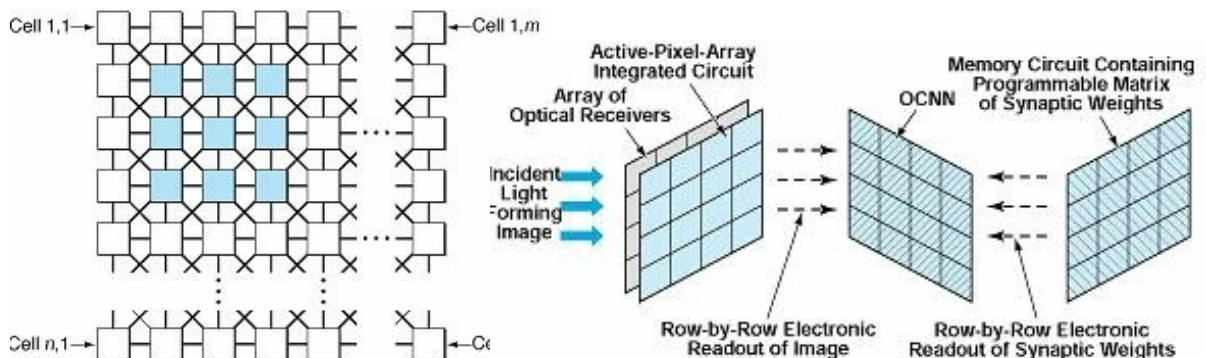 Cell 1,1
Cell 1,m
Cell n,1
Active-Pixel-Array
Integrated Circuit
Array of
Optical Receivers
Incident
Light
Forming
Image
Row-by-Row Electronic
Readout of Image
OCNN
Memory Circuit Containing
Programmable Matrix
of Synaptic Weights
Row-by-Row Electronic
Readout of Synaptic Weights